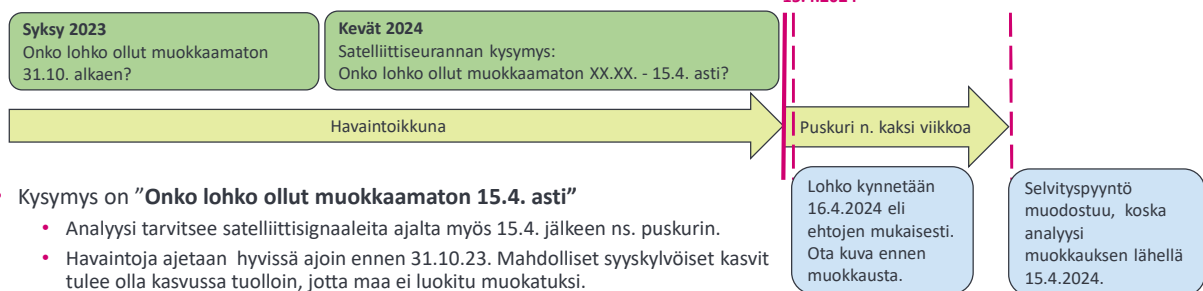 15.4.2024
Syksy 2023
Onko lohko ollut muokkaamaton
31.10. alkaen?
Kevät 2024
Satelliittiseurannan kysymys:
Onko lohko ollut muokkaamaton XX.XX. - 15.4. asti?
Havaintoikkuna
Puskuri n. kaksi viikkoa
• Kysymys on ”Onko lohko ollut muokkaamaton 15.4. asti”
• Analyysi tarvitsee satelliittisignaaleita ajalta myös 15.4. jälkeen ns. puskurin.
• Havaintoja ajetaan hyvissä ajoin ennen 31.10.23. Mahdolliset syyskylvöiset kasvit
tulee olla kasvussa tuolloin, jotta maa ei luokitu muokatuksi.
Lohko kynnetään
16.4.2024 eli
ehtojen mukaisesti.
Ota kuva ennen
muokkausta.
Selvityspyyntö
muodostuu, koska
analyysi
muokkauksen lähellä
15.4.2024.